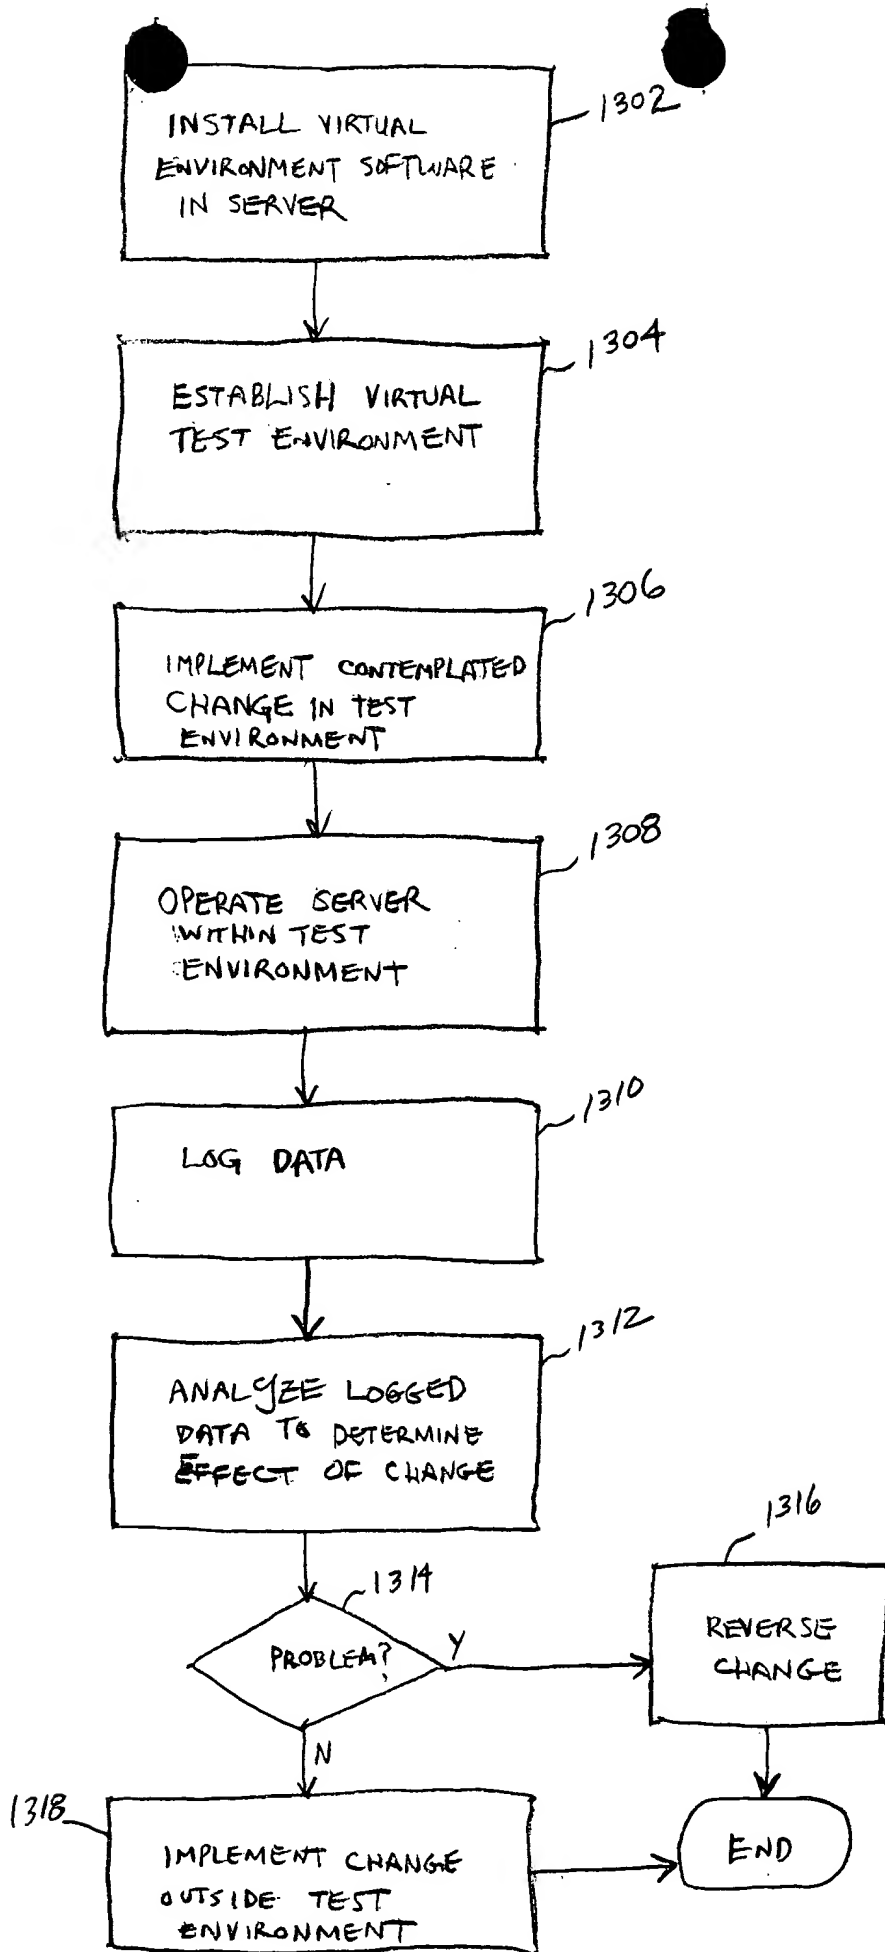 INSTALL VIRTUAL
ENVIRONMENT SOFTWARE
IN SERVER
1302
ESTABLISH VIRTUAL
TEST ENVIRONMENT
1304
IMPLEMENT CONTEMPLATED
CHANGE IN TEST
ENVIRONMENT
1306
OPERATE SERVER
WITHIN TEST
ENVIRONMENT
1308
LOG DATA
1310
ANALYZE LOGGED
DATA TO DETERMINE
EFFECT OF CHANGE
1312
PROBLEM?
1314
Y
REVERSE
CHANGE
1316
N
1318
IMPLEMENT CHANGE
OUTSIDE TEST
ENVIRONMENT
END